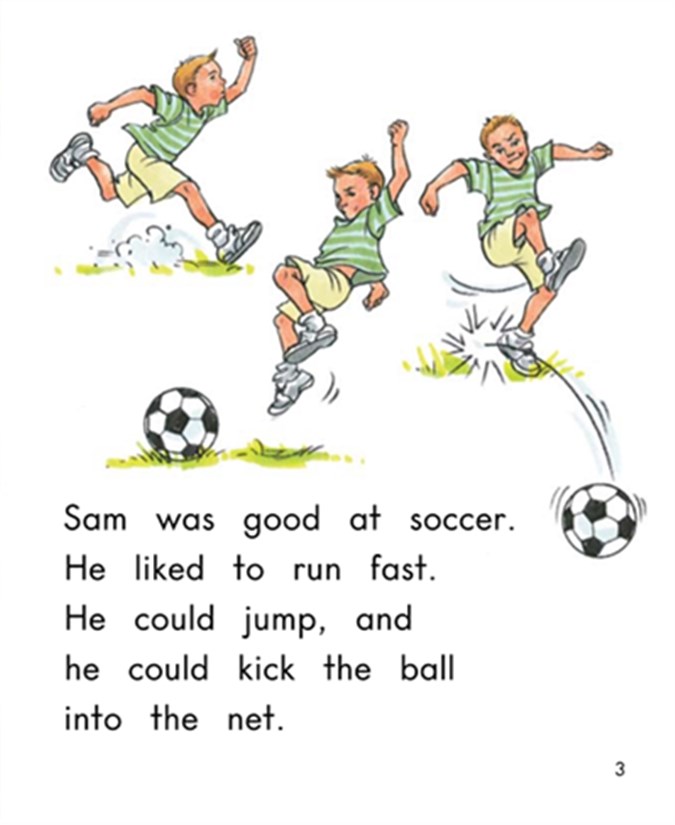 Sam was good at soccer.
He liked to run fast.
He could jump, and
he could kick the ball
into the net.
3